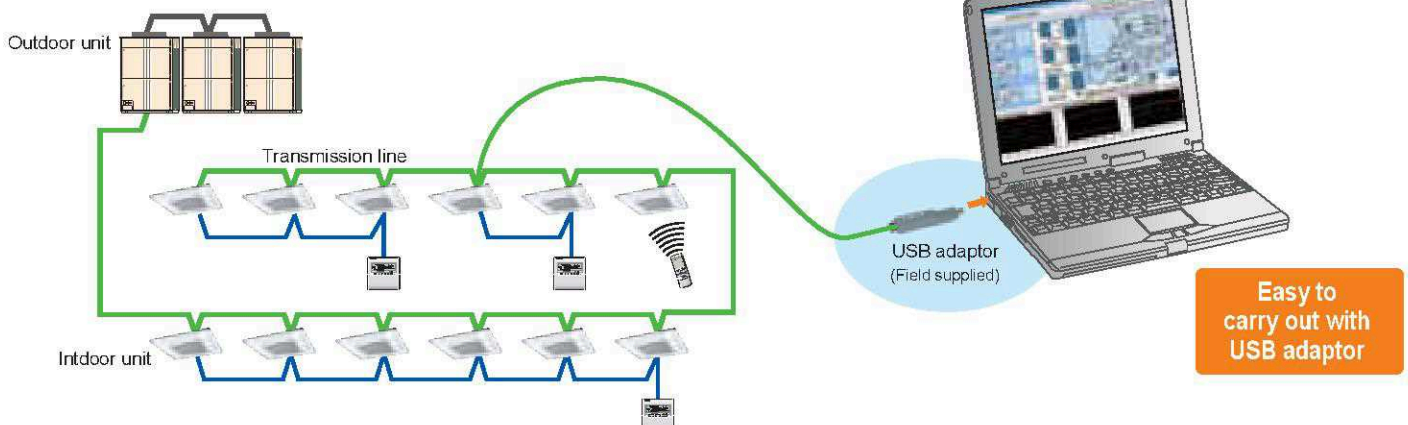 Outdoor unit
Transmission line
USB adaptor
(Field supplied)
Easy to
carry out with
USB adaptor
Intdoor unit